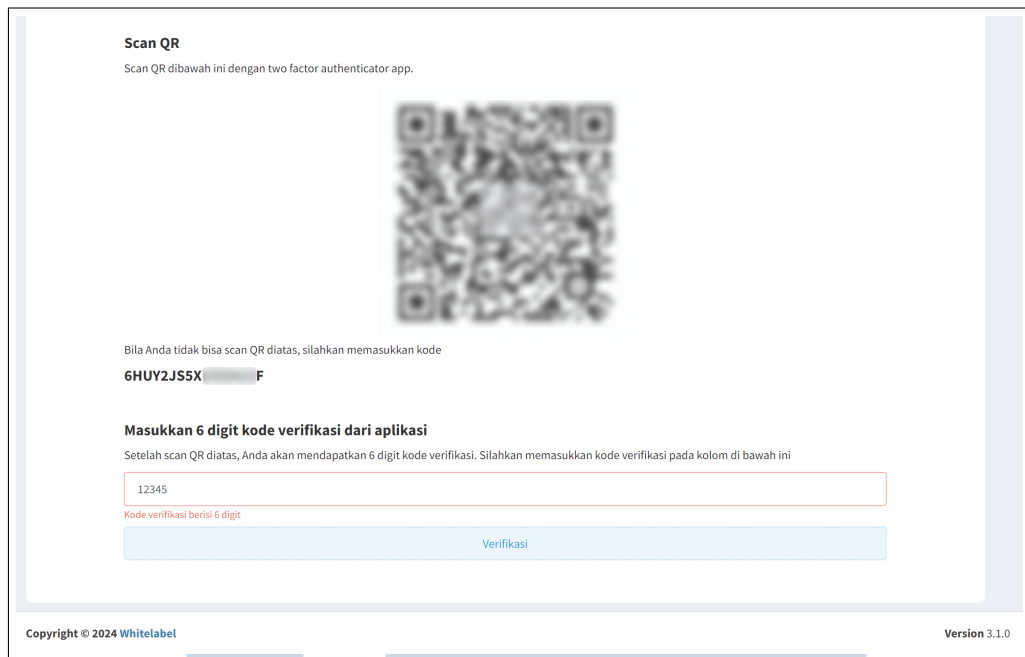 Scan QR
Scan QR dibawah ini dengan two factor authenticator app.
Bila Anda tidak bisa scan QR diatas, silahkan memasukkan kode
6HUY2JS5X F
Masukkan 6 digit kode verifikasi dari aplikasi
Setelah scan QR diatas, Anda akan mendapatkan 6 digit kode verifikasi. Silahkan memasukkan kode verifikasi pada kolom di bawah ini
12345
Kode verifikasi berisi 6 digit
Verifikasi
Copyright © 2024 Whitelabel
Version 3.1.0